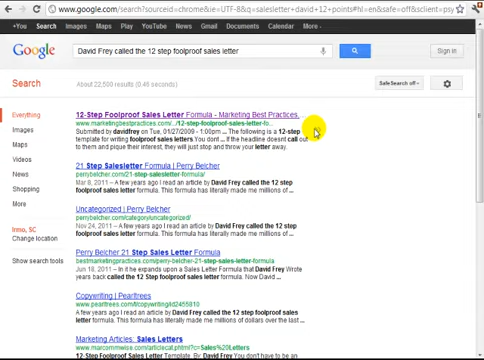 www.google.com/search?sourceid=chrome&ie=UTF-8&q=salesletter+david+12+points#hl=en&safe=off&sclient=psy
+You Search Images Maps Play YouTube News Gmail Documents Calendar More
Google David Frey called the 12 step foolproof sales letter Sign in
Search About 22,500 results SafeSearch off
Everything
Images
Maps
Videos
News
Shopping
More
Irmo, SC
Change location
Show search tools
12-Step Foolproof Sales Letter Formula - Marketing Best Practices, ...
www.marketingbestpractices.com/.../12-step-foolproof-sales-letter-fo...
Submitted by davidfrey on Tue, 01/27/2009 - 1:00pm ... The following is a 12-step
template for writing foolproof sales letters You don't ... If the headline doesn't call out
to them and pique their interest, they will just stop and throw your letter away.
21 Step Salesletter Formula | Perry Belcher
perrybelcher.com/21-step-salesletter-formula/
Mar 8, 2011 – A few years ago I read an article by David Frey called the 12 step
foolproof sales letter formula. This formula has literally made me millions of ...
Uncategorized | Perry Belcher
perrybelcher.com/category/uncategorized/
Nov 24, 2011 – A few years ago I read an article by David Frey called the 12 step
foolproof sales letter formula. This formula has literally made me millions of ...
Perry Belcher 21 Step Sales Letter Formula
bestmarketingpractices.com/perry-belcher-21-step-sales-letter-formula
Jun 18, 2011 – In it he expands upon a Sales Letter Formula that David Frey Wrote
years back called the 12 Step foolproof sales letter formula. Now David ...
Copywriting | Pearltrees
www.pearltrees.com/t/copywriting/id2455810
A few years ago I read an article by David Frey called the 12 step foolproof sales
letter formula. This formula has literally made me millions of dollars over the last ...
Marketing Articles: Sales Letters
www.marcommwise.com/articlecat.phtml?c=Sales%20Letters
12-Step Foolproof Sales Letter Template. By: David You don't have to be an